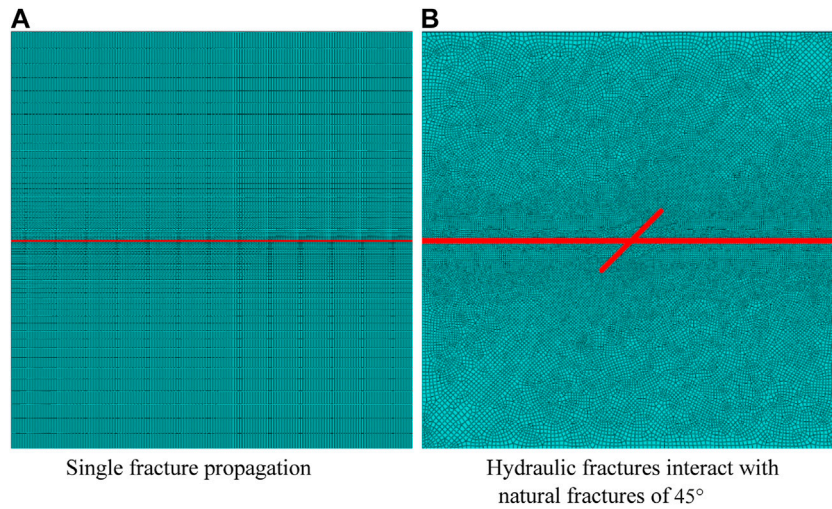 A
B
Single fracture propagation
Hydraulic fractures interact with
natural fractures of 45°